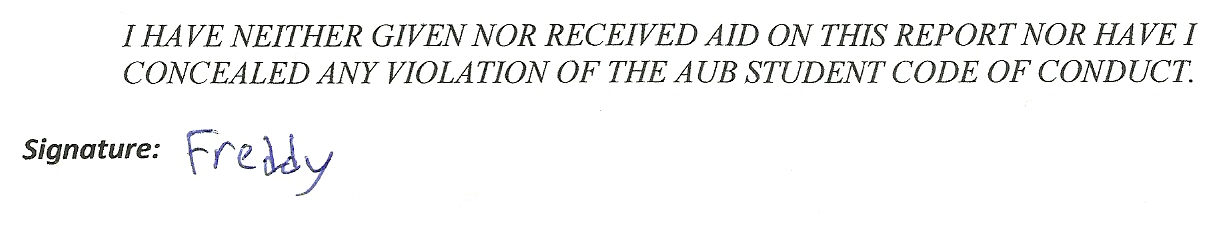 I HAVE NEITHER GIVEN NOR RECEIVED AID ON THIS REPORT NOR HAVE I
CONCEALED ANY VIOLATION OF THE AUB STUDENT CODE OF CONDUCT.
Signature: Freddy